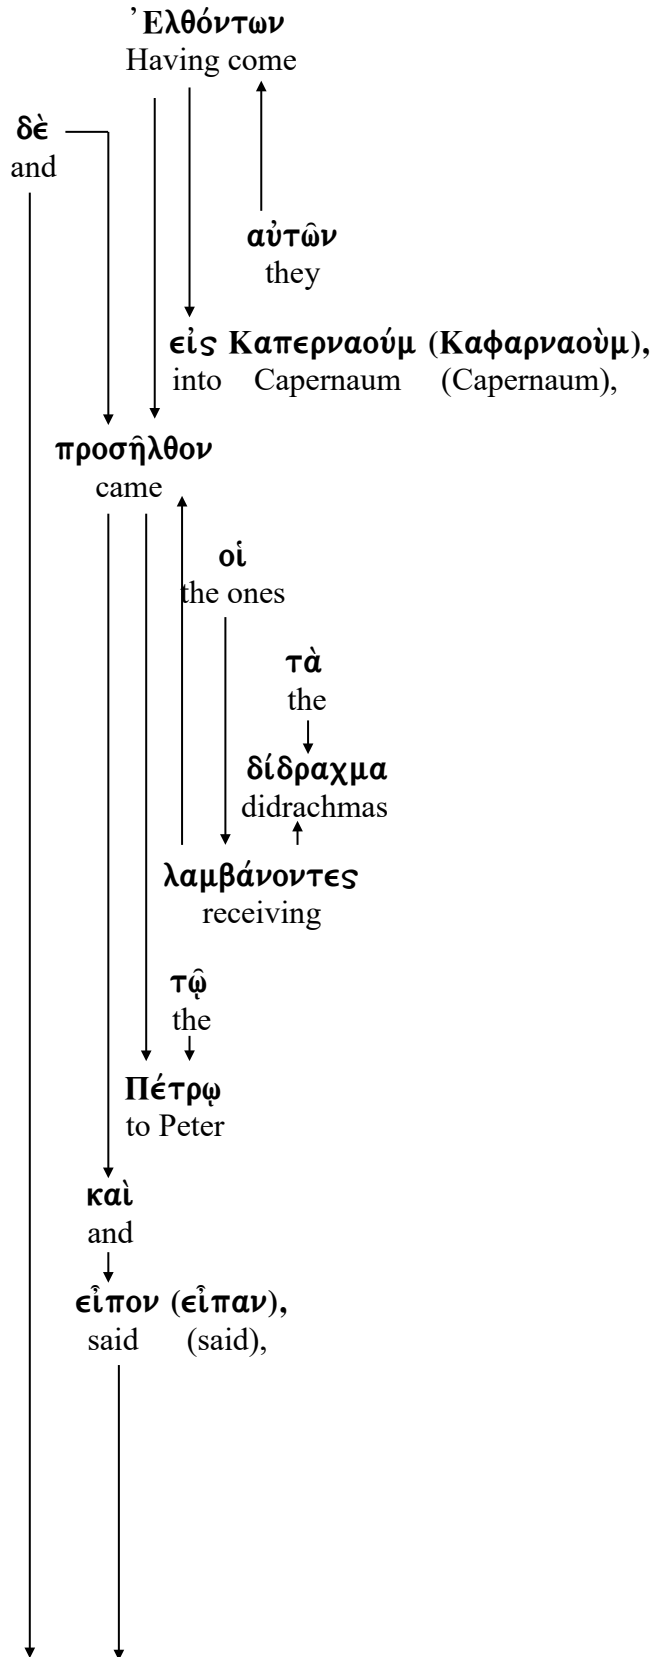 Ἐλθόντων
Having come
δὲ
and
αὐτῶν
they
εἰς Καπερναούμ (Καφαρναοὺμ),
into Capernaum (Capernaum),
προσῆλθον
came
οἱ
the ones
τὰ
the
δίδραχμα
didrachmas
λαμβάνοντες
receiving
τῷ
the
Πέτρῳ
to Peter
καὶ
and
εἶπον (εἶπαν),
said (said),